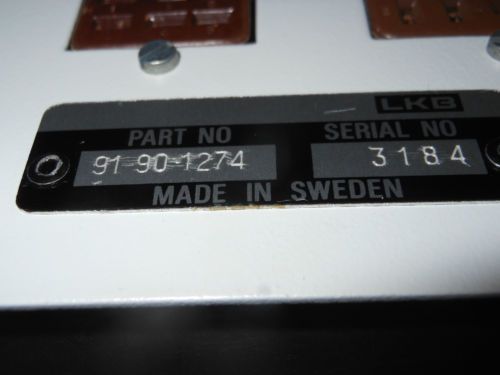 LKB
PART NO SERIAL NO
91 90-1274 3184
MADE IN SWEDEN